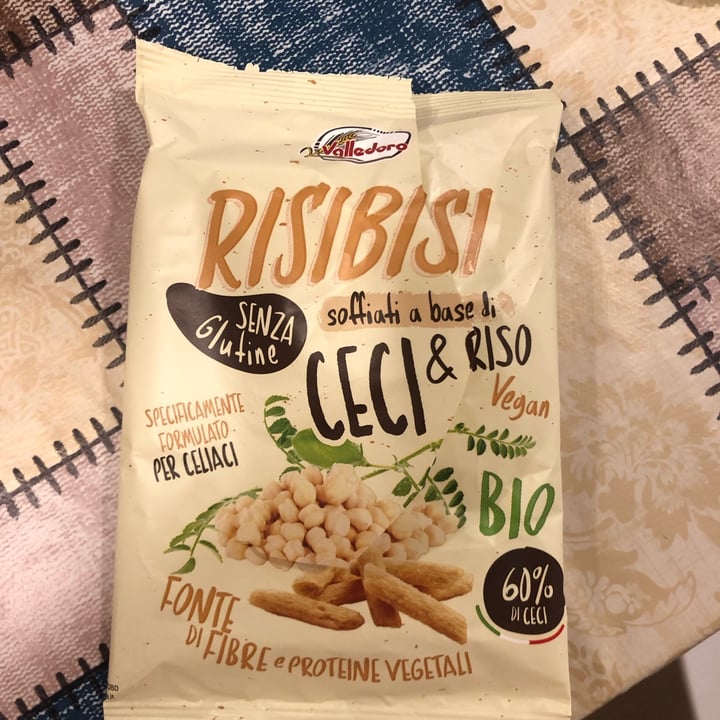 Valledoro
RISIBISI
SENZA
Glutine
soffiati a base di
CECI & RISO
Vegan
SPECIFICAMENTE
FORMULATO
PER CELIACI
BIO
60%
DI CECI
FONTE
DI FIBRE e PROTEINE VEGETALI